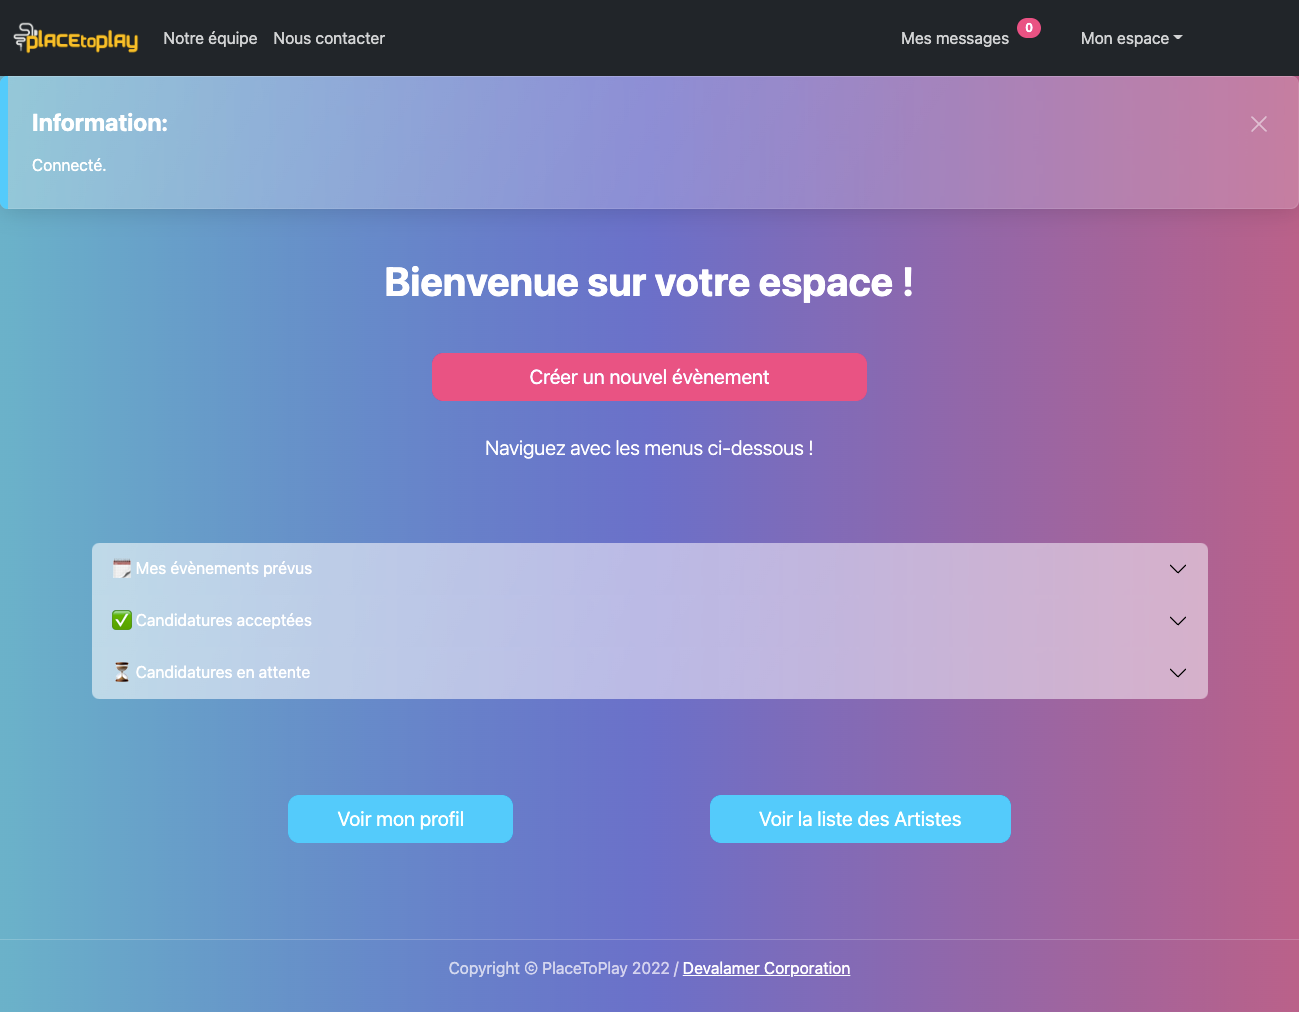 PLACEtoPLAY
Notre équipe
Nous contacter
Mes messages
0
Mon espace
Information:
Connecté.
Bienvenue sur votre espace !
Créer un nouvel évènement
Naviguez avec les menus ci-dessous !
Mes évènements prévus
Candidatures acceptées
Candidatures en attente
Voir mon profil
Voir la liste des Artistes
Copyright © PlaceToPlay 2022 / Devalamer Corporation